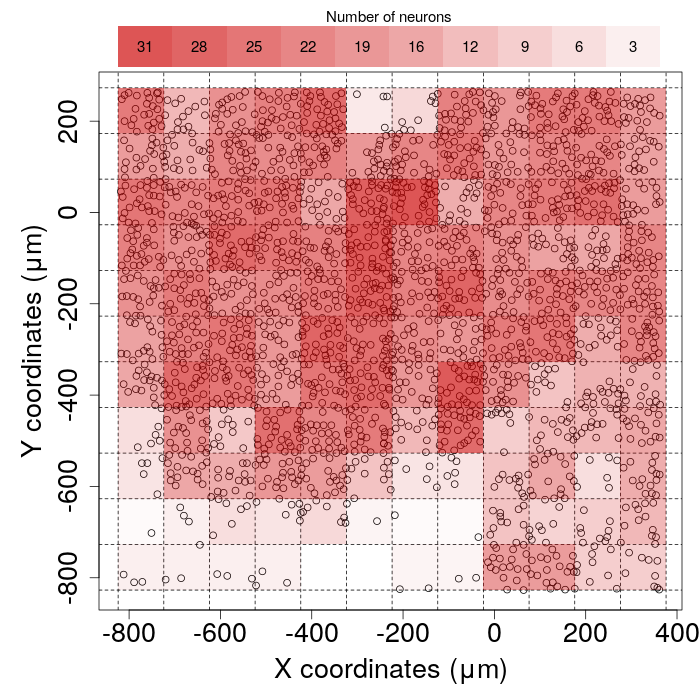 Number of neurons
31 28 25 22 19 16 12 9 6 3
200
0
-200
-400
-600
-800
Y coordinates (μm)
-800 -600 -400 -200 0 200 400
X coordinates (μm)